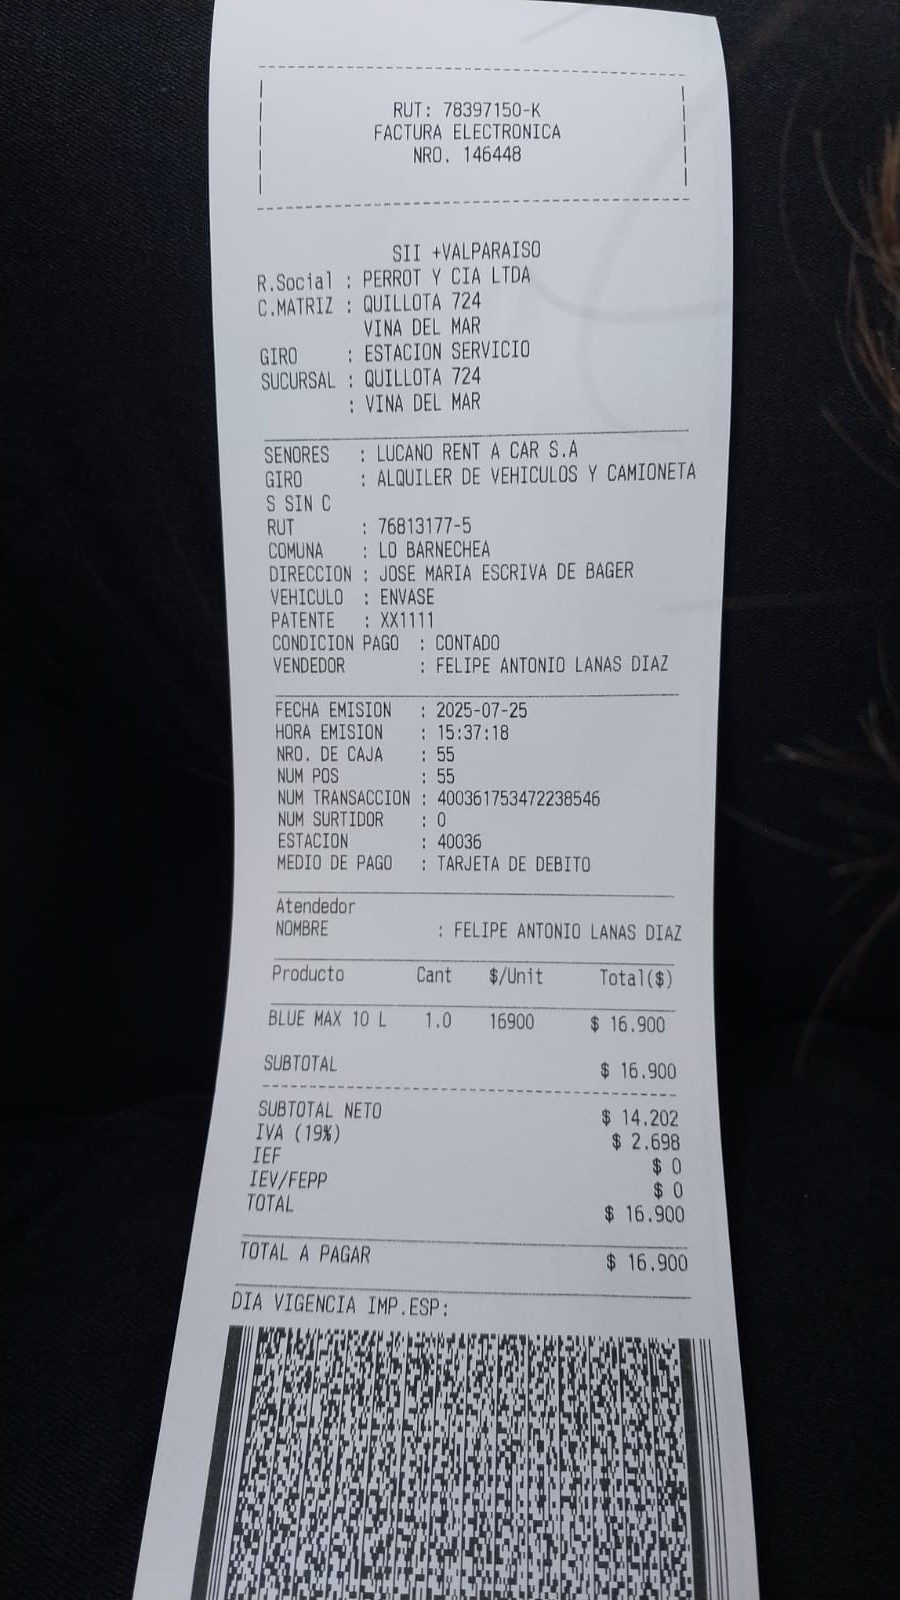 RUT: 78397150-K
FACTURA ELECTRONICA
NRO. 146448
SII +VALPARAISO
R.Social : PERROT Y CIA LTDA
C.MATRIZ : QUILLOTA 724
VINA DEL MAR
GIRO : ESTACION SERVICIO
SUCURSAL : QUILLOTA 724
: VINA DEL MAR
SENORES : LUCANO RENT A CAR S.A
GIRO : ALQUILER DE VEHICULOS Y CAMIONETA
S SIN C
RUT : 76813177-5
COMUNA : LO BARNECHEA
DIRECCION : JOSE MARIA ESCRIVA DE BAGER
VEHICULO : ENVASE
PATENTE : XX1111
CONDICION PAGO : CONTADO
VENDEDOR : FELIPE ANTONIO LANAS DIAZ
FECHA EMISION : 2025-07-25
HORA EMISION : 15:37:18
NRO. DE CAJA : 55
NUM POS : 55
NUM TRANSACCION : 400361753472238546
NUM SURTIDOR : 0
ESTACION : 40036
MEDIO DE PAGO : TARJETA DE DEBITO
Atendedor
NOMBRE : FELIPE ANTONIO LANAS DIAZ
Producto Cant $/Unit Total($)
BLUE MAX 10 L 1.0 16900 $ 16.900
SUBTOTAL $ 16.900
SUBTOTAL NETO $ 14.202
IVA (19%) $ 2.698
IEF $ 0
IEV/FEPP $ 0
TOTAL $ 16.900
TOTAL A PAGAR $ 16.900
DIA VIGENCIA IMP.ESP: